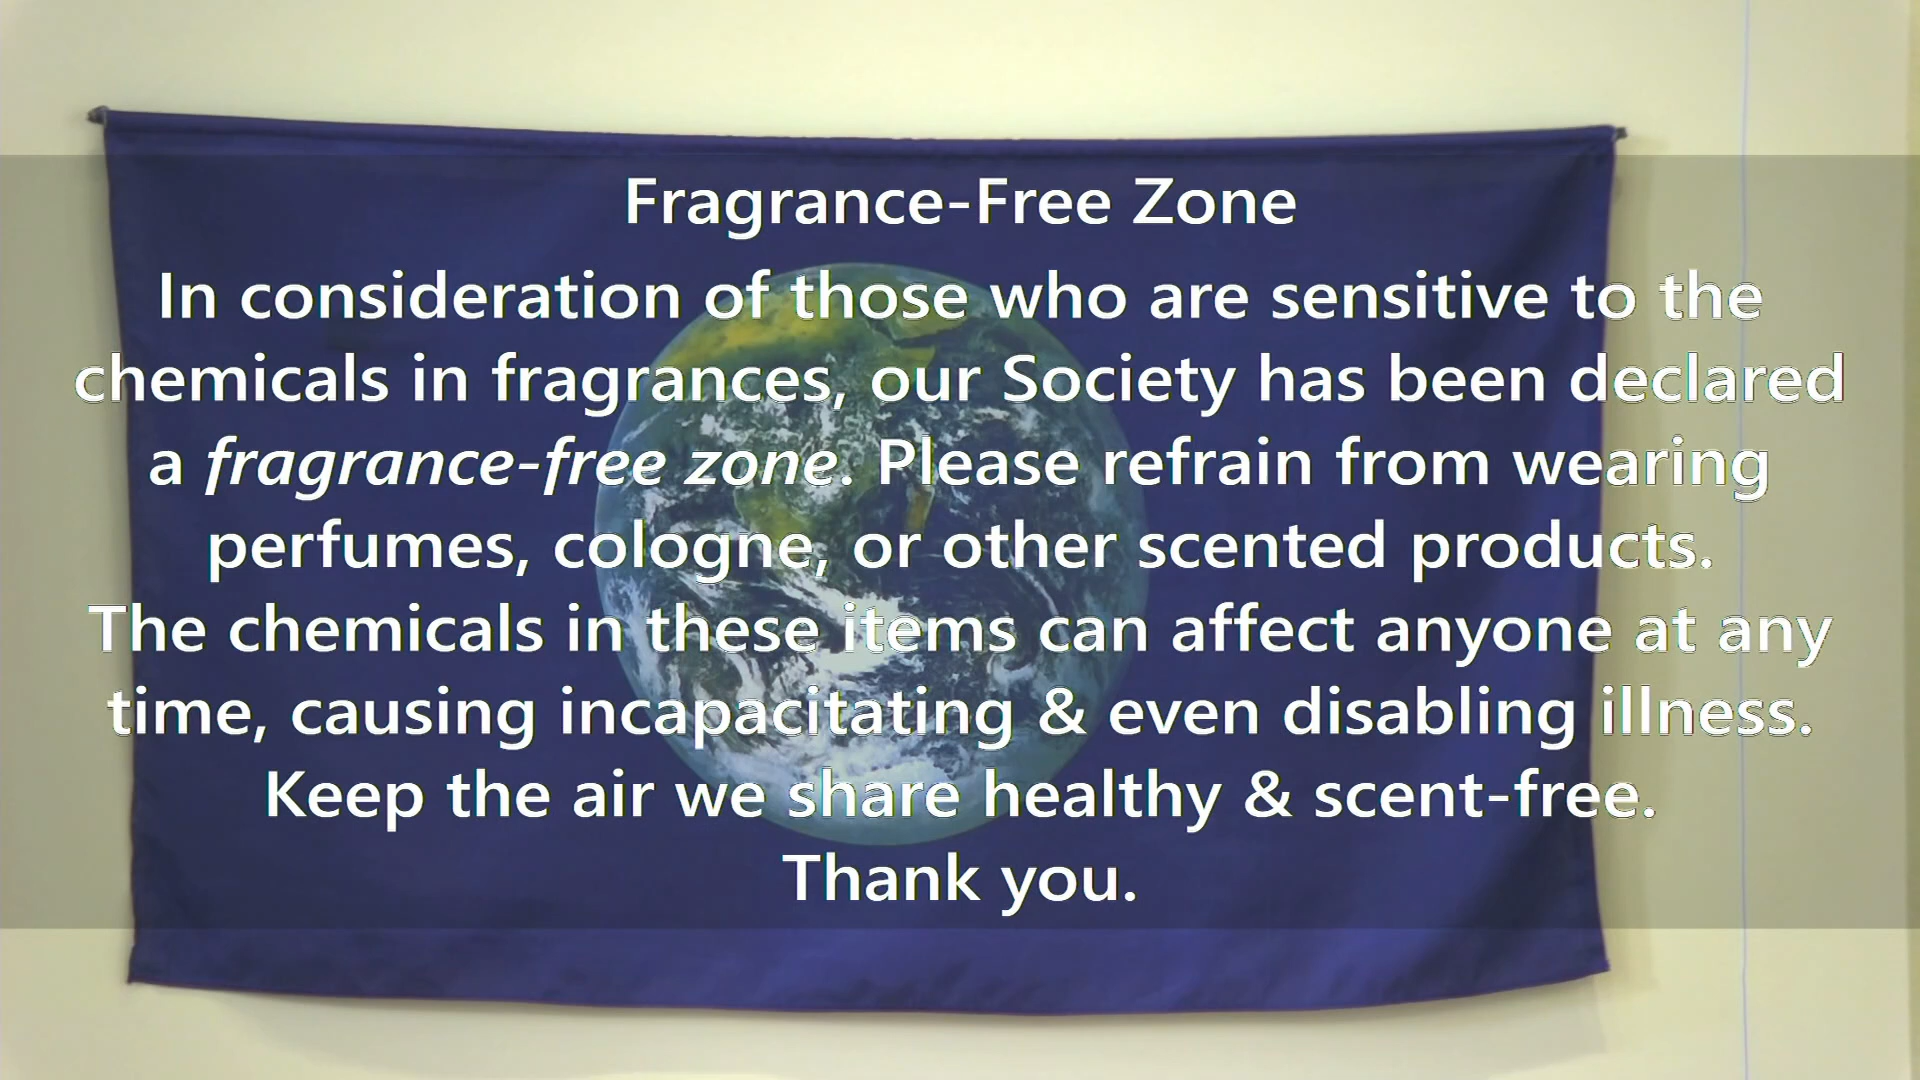 Fragrance-Free Zone
In consideration of those who are sensitive to the
chemicals in fragrances, our Society has been declared
a fragrance-free zone. Please refrain from wearing
perfumes, cologne, or other scented products.
The chemicals in these items can affect anyone at any
time, causing incapacitating & even disabling illness.
Keep the air we share healthy & scent-free.
Thank you.